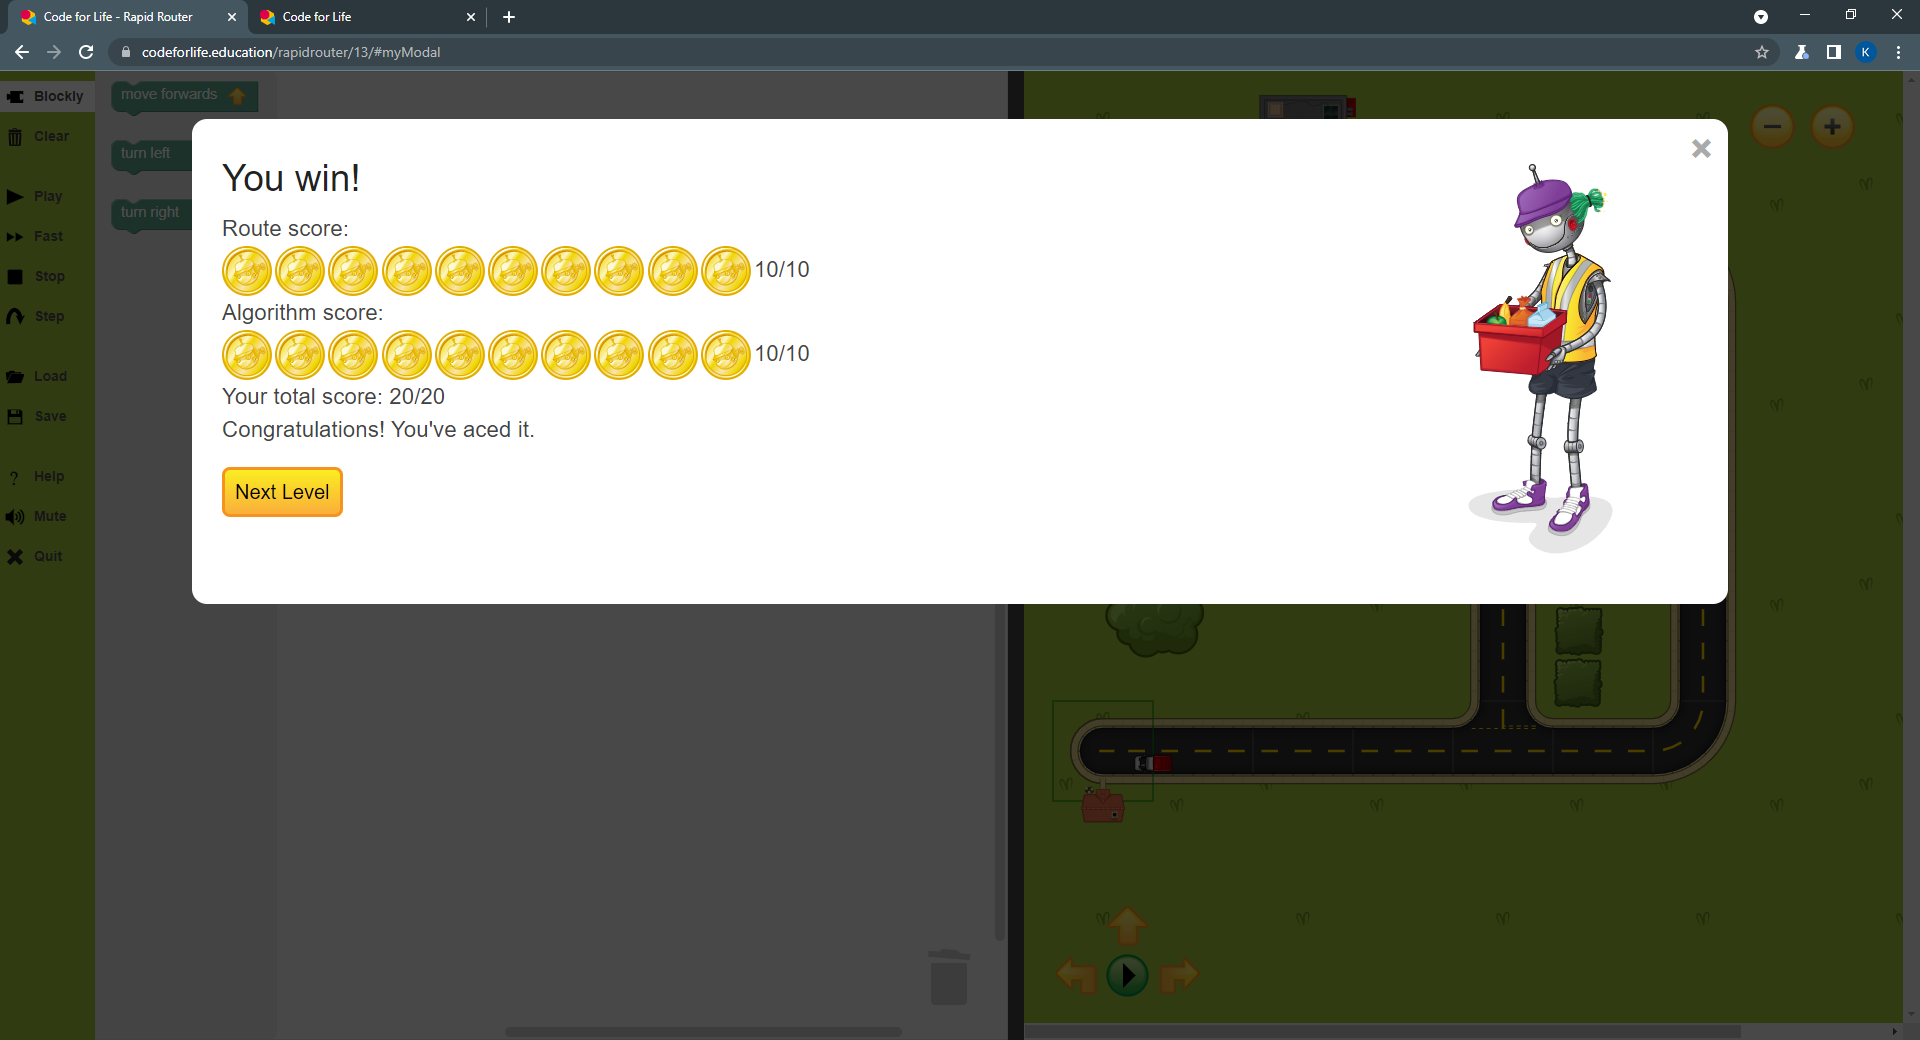 Code for Life - Rapid Router
Code for Life
codeforlife.education/rapidrouter/13/#myModal
K
Blockly
Clear
Play
Fast
Stop
Step
Load
Save
Help
Mute
Quit
move forwards
turn left
turn right
You win!
Route score:
10/10
Algorithm score:
10/10
Your total score: 20/20
Congratulations! You've aced it.
Next Level